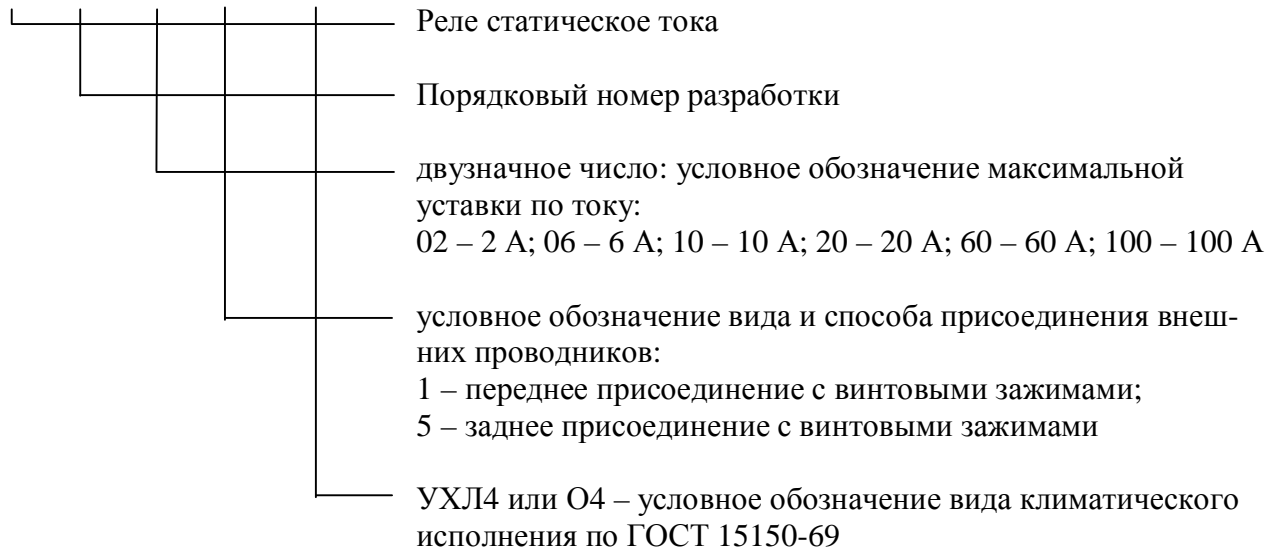 Реле статическое тока
Порядковый номер разработки
двузначное число: условное обозначение максимальной
уставки по току:
02 – 2 А; 06 – 6 А; 10 – 10 А; 20 – 20 А; 60 – 60 А; 100 – 100 А
условное обозначение вида и способа присоединения внеш-
них проводников:
1 – переднее присоединение с винтовыми зажимами;
5 – заднее присоединение с винтовыми зажимами
УХЛ4 или О4 – условное обозначение вида климатического
исполнения по ГОСТ 15150-69